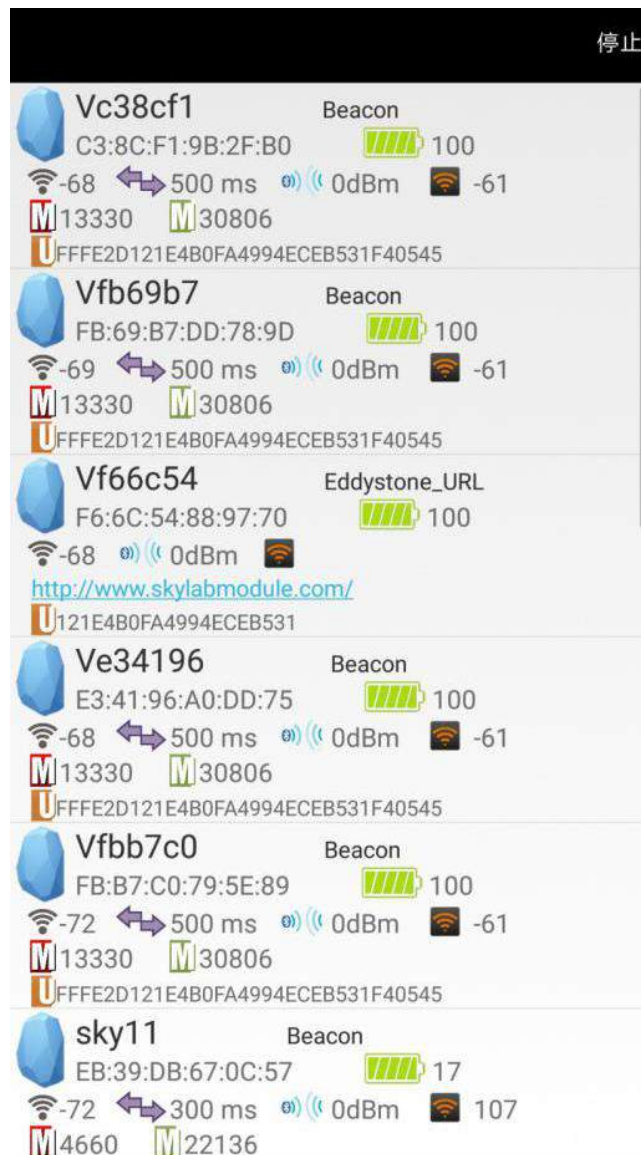 停止
Vc38cf1 Beacon
C3:8C:F1:9B:2F:B0 100
-68 500 ms 0dBm -61
M 13330 M 30806
U FFFE2D121E4B0FA4994ECEB531F40545
Vfb69b7 Beacon
FB:69:B7:DD:78:9D 100
-69 500 ms 0dBm -61
M 13330 M 30806
U FFFE2D121E4B0FA4994ECEB531F40545
Vf66c54 Eddystone_URL
F6:6C:54:88:97:70 100
-68 0dBm
http://www.skylabmodule.com/
U 121E4B0FA4994ECEB531
Ve34196 Beacon
E3:41:96:A0:DD:75 100
-68 500 ms 0dBm -61
M 13330 M 30806
U FFFE2D121E4B0FA4994ECEB531F40545
Vfbb7c0 Beacon
FB:B7:C0:79:5E:89 100
-72 500 ms 0dBm -61
M 13330 M 30806
U FFFE2D121E4B0FA4994ECEB531F40545
sky11 Beacon
EB:39:DB:67:0C:57 17
-72 300 ms 0dBm 107
M 4660 M 22136